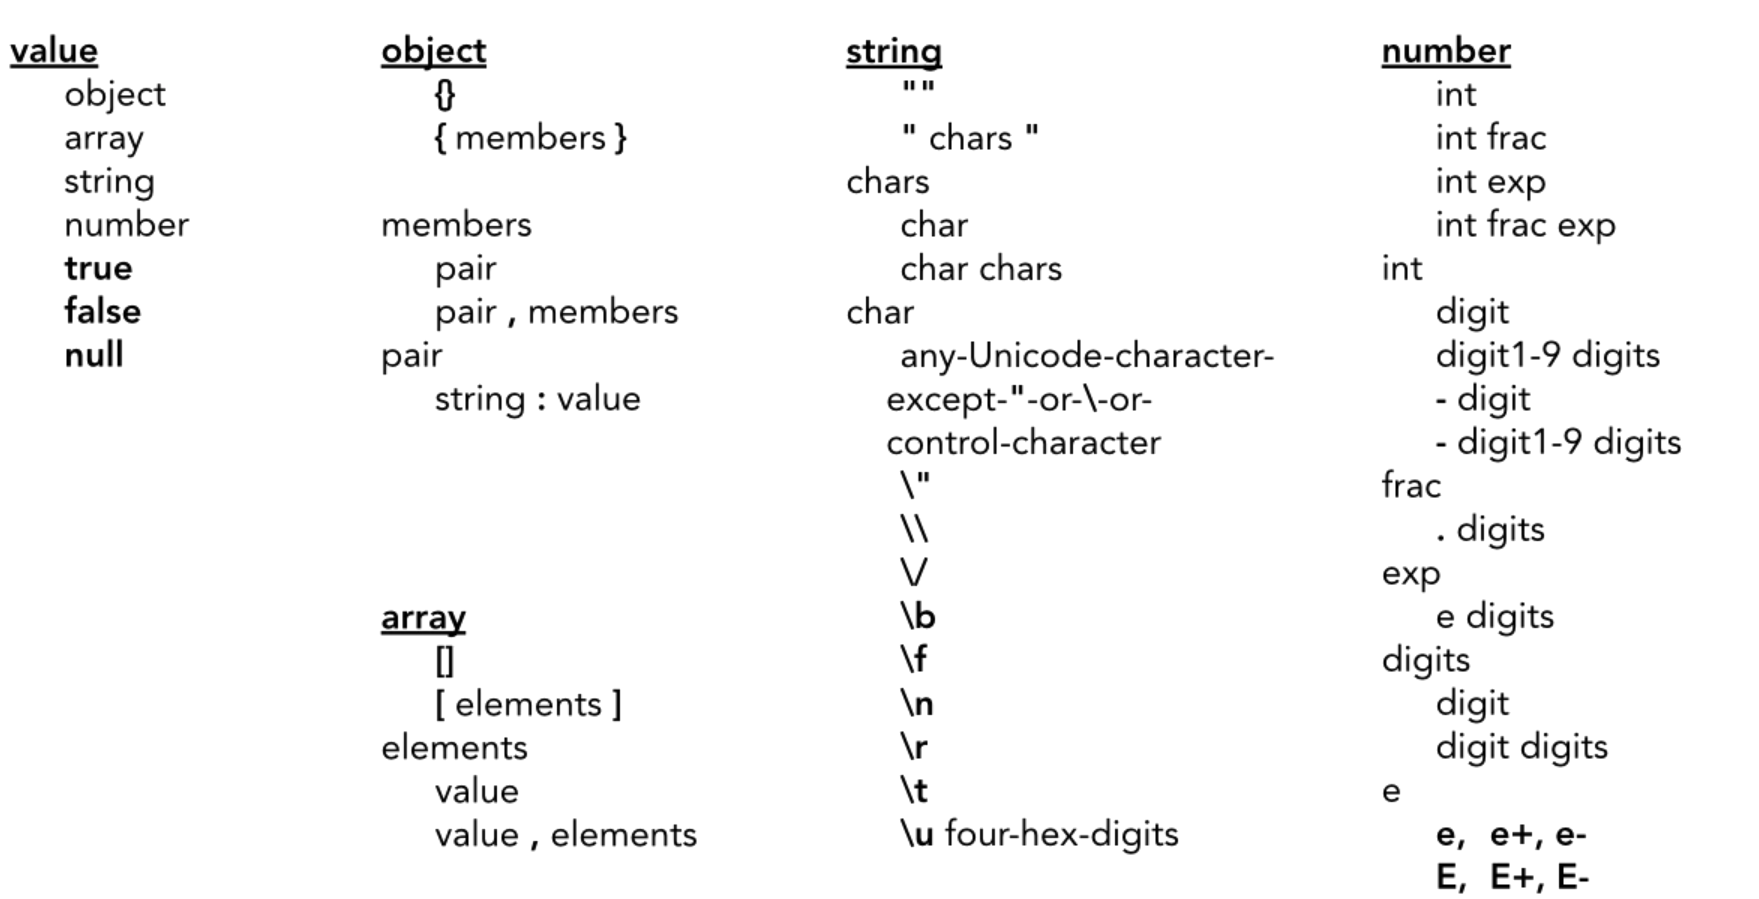 value
object
array
string
number
true
false
null
object
{}
{ members }
members
pair
pair , members
pair
string : value
array
[]
[ elements ]
elements
value
value , elements
string
""
" chars "
chars
char
char chars
char
any-Unicode-character-
except-"-or-\-or-
control-character
\"
\\
\/
\b
\f
\n
\r
\t
\u four-hex-digits
number
int
int frac
int exp
int frac exp
int
digit
digit1-9 digits
- digit
- digit1-9 digits
frac
. digits
exp
e digits
digits
digit
digit digits
e
e, e+, e-
E, E+, E-